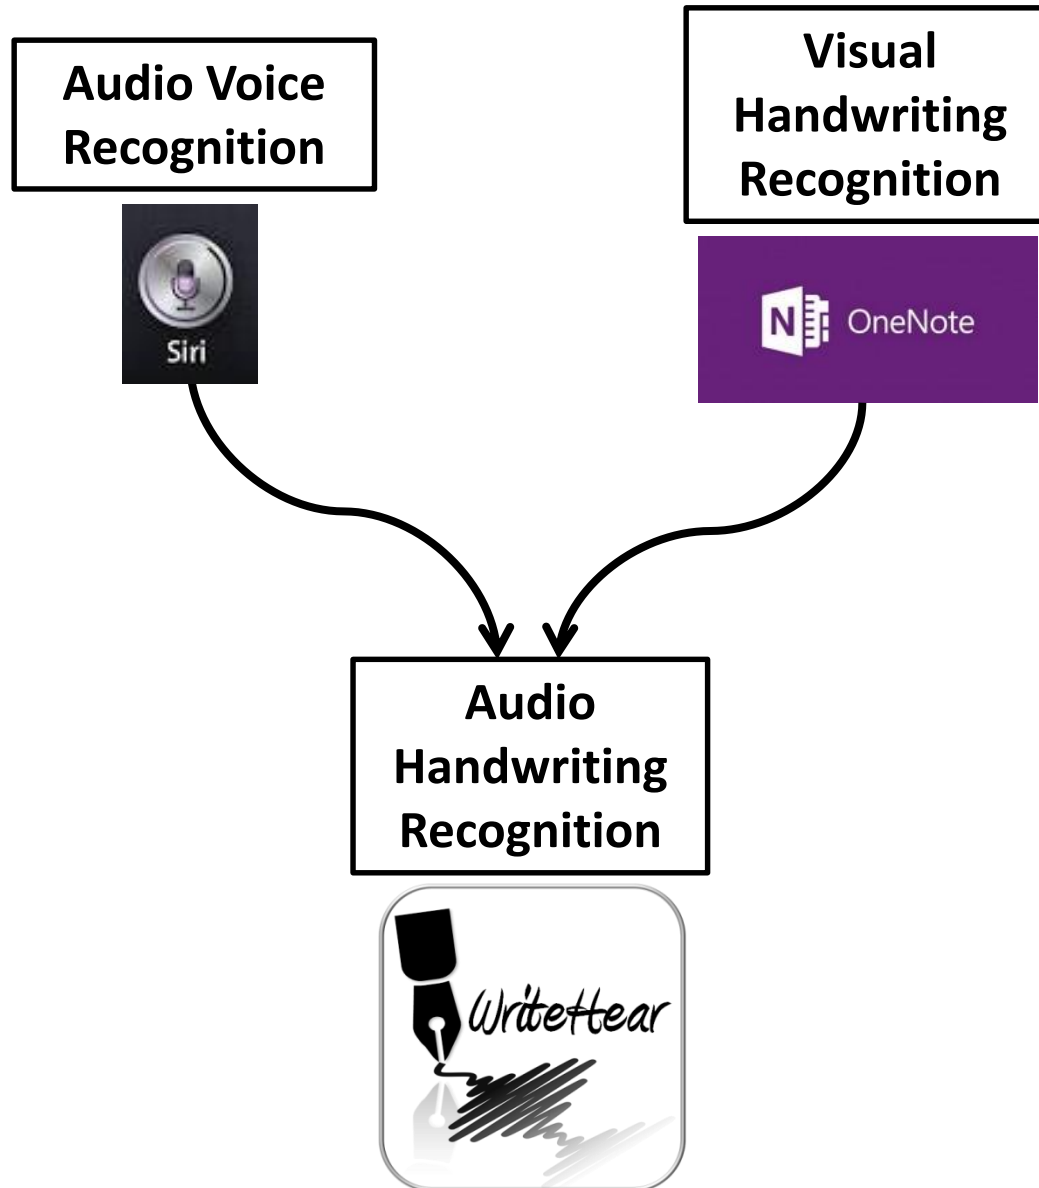 Audio Voice
Recognition
Siri
Visual
Handwriting
Recognition
N
OneNote
Audio
Handwriting
Recognition
WriteHear